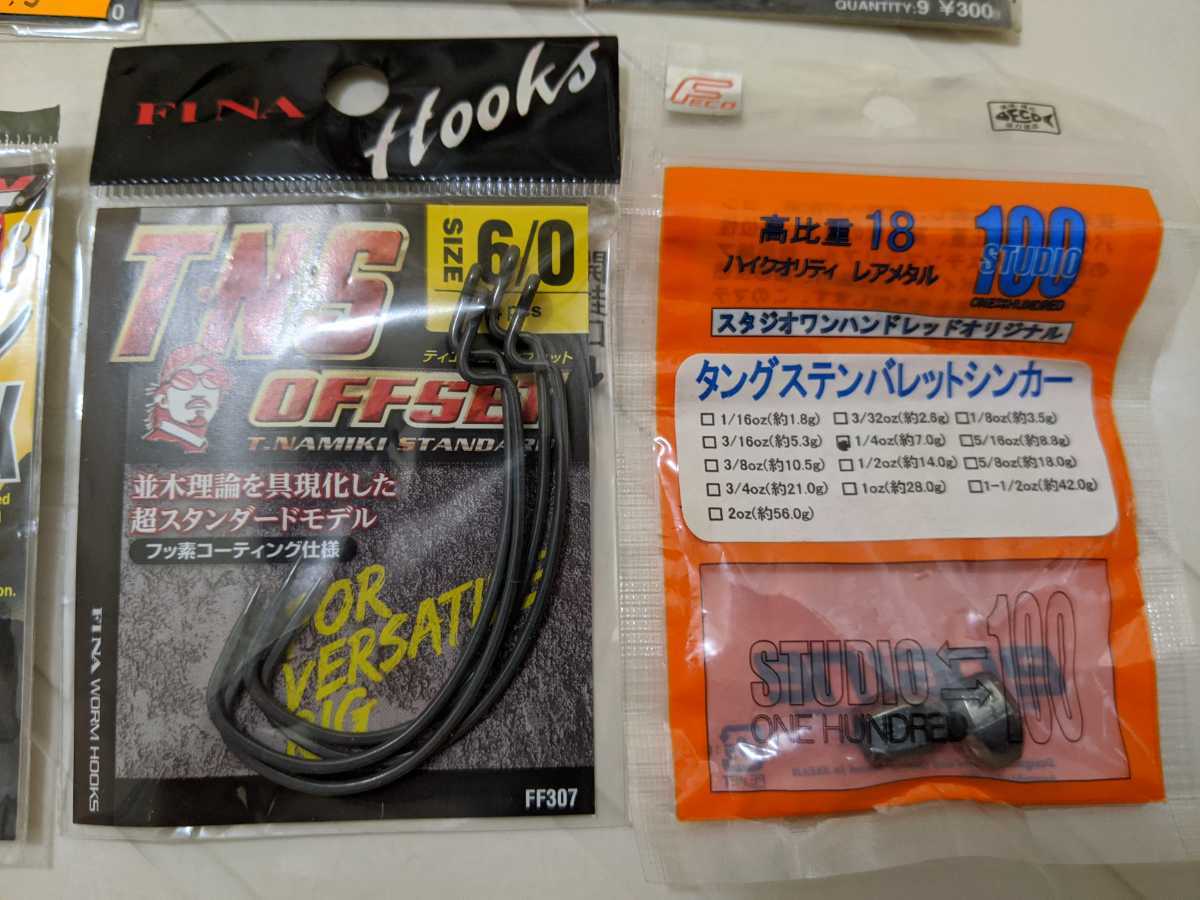 QUANTITY:9 ¥300
FINA
Hooks
T.N.S
SIZE
6/0
pcs
OFFSET
T.NAMIKI STANDARD
並木理論を具現化した
超スタンダードモデル
フッ素コーティング仕様
FOR
VERSATILE
RIG
FINA WORM HOOKS
FF307
FECO
高比重 18
ハイクオリティ レアメタル
100
STUDIO
ONE HUNDRED
スタジオワンハンドレッドオリジナル
タングステンバレットシンカー
1/16oz(約1.8g) 3/32oz(約2.6g) 1/8oz(約3.5g)
3/16oz(約5.3g) 1/4oz(約7.0g) 5/16oz(約8.8g)
3/8oz(約10.5g) 1/2oz(約14.0g) 5/8oz(約18.0g)
3/4oz(約21.0g) 1oz(約28.0g) 1-1/2oz(約42.0g)
2oz(約56.0g)
STUDIO 100
ONE HUNDRED